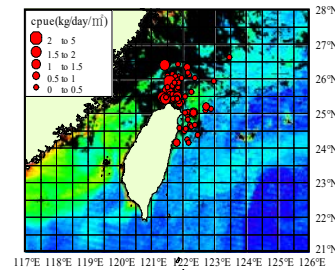 cpue(kg/day/㎡)
2 to 5
1.5 to 2
1 to 1.5
0.5 to 1
0 to 0.5
28°N
27°N
26°N
25°N
24°N
23°N
22°N
21°N
117°E 118°E 119°E 120°E 121°E 122°E 123°E 124°E 125°E 126°E